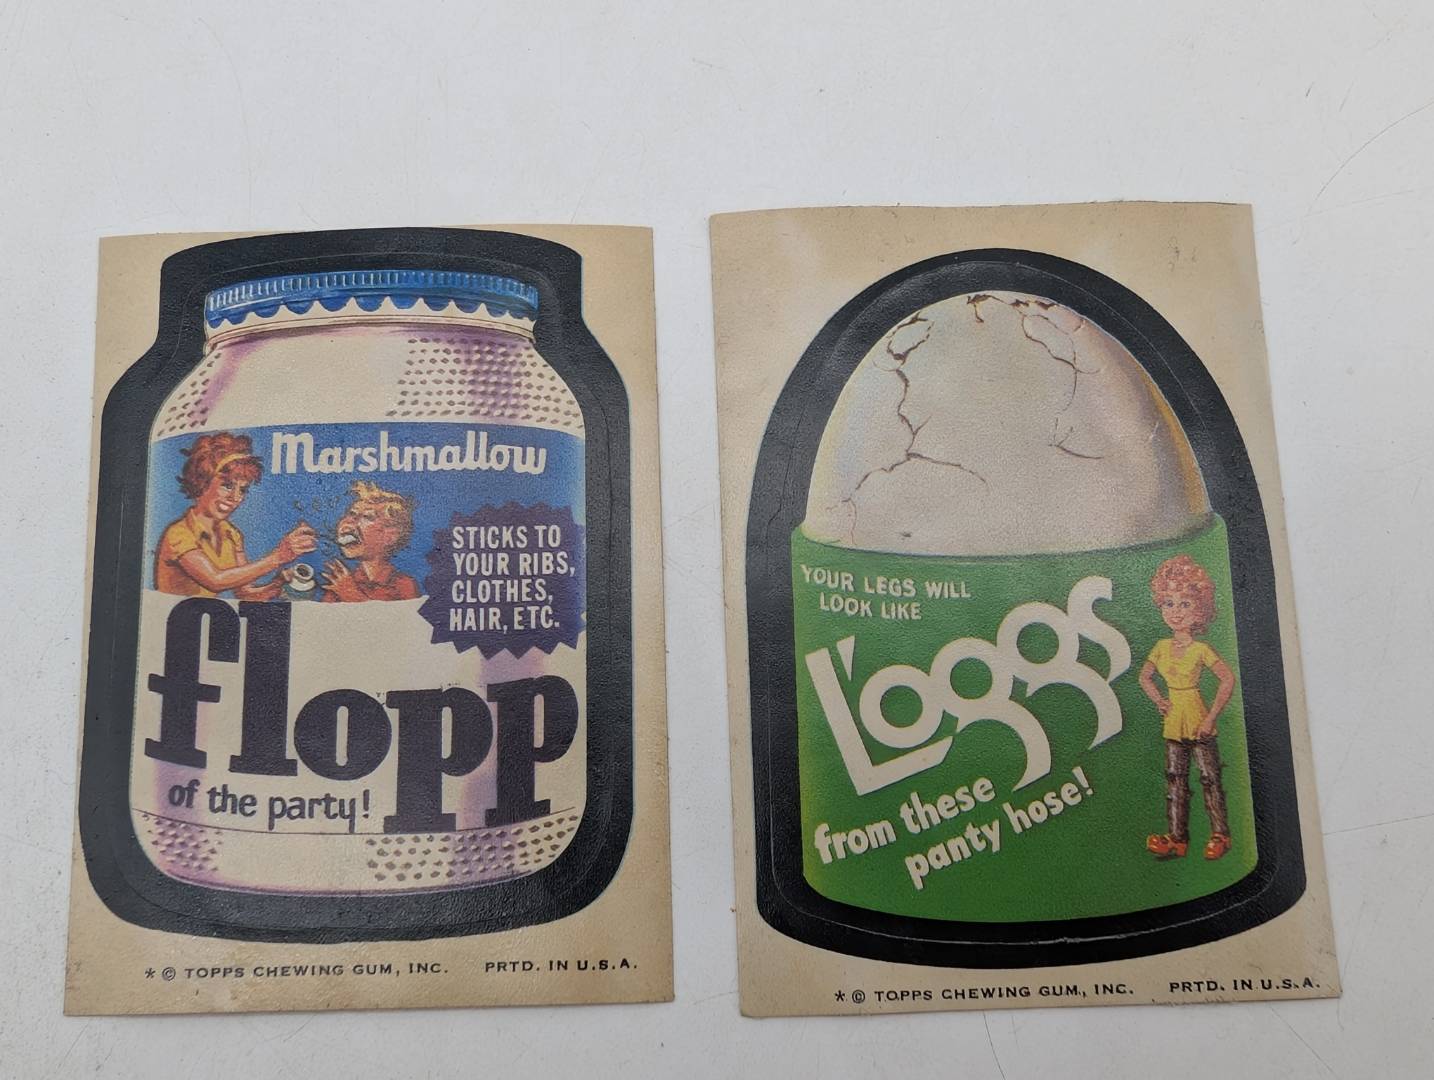 Marshmallow
STICKS TO
YOUR RIBS,
CLOTHES,
HAIR, ETC.
flopp
of the party!
* © TOPPS CHEWING GUM, INC. PRTD. IN U.S.A.
YOUR LEGS WILL
LOOK LIKE
L'oggs
from these
panty hose!
* © TOPPS CHEWING GUM, INC. PRTD. IN U.S.A.